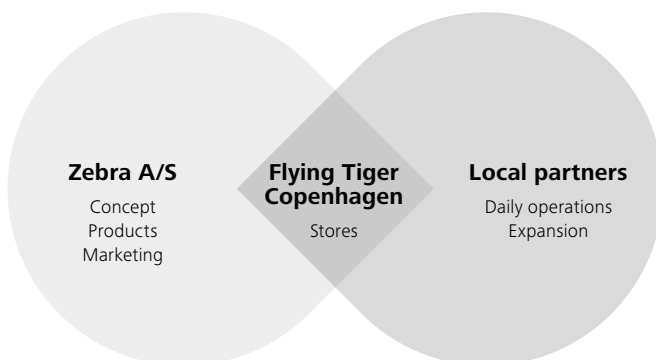 Zebra A/S
Concept
Products
Marketing
Flying Tiger
Copenhagen
Stores
Local partners
Daily operations
Expansion